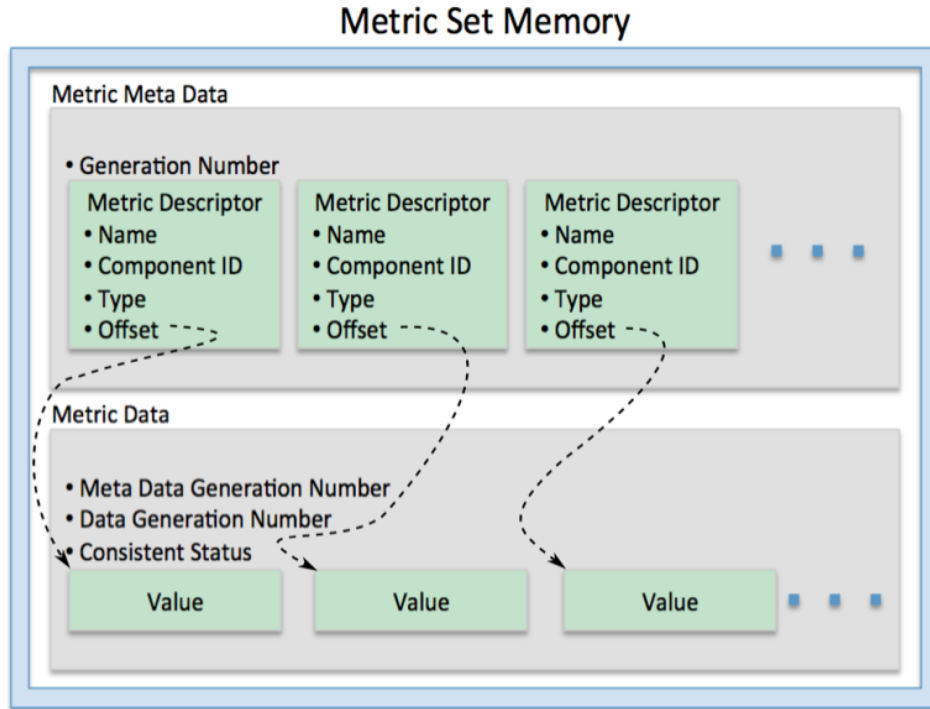 Metric Set Memory
Metric Meta Data
• Generation Number
Metric Descriptor
• Name
• Component ID
• Type
• Offset
Metric Descriptor
• Name
• Component ID
• Type
• Offset
Metric Descriptor
• Name
• Component ID
• Type
• Offset
Metric Data
• Meta Data Generation Number
• Data Generation Number
• Consistent Status
Value
Value
Value